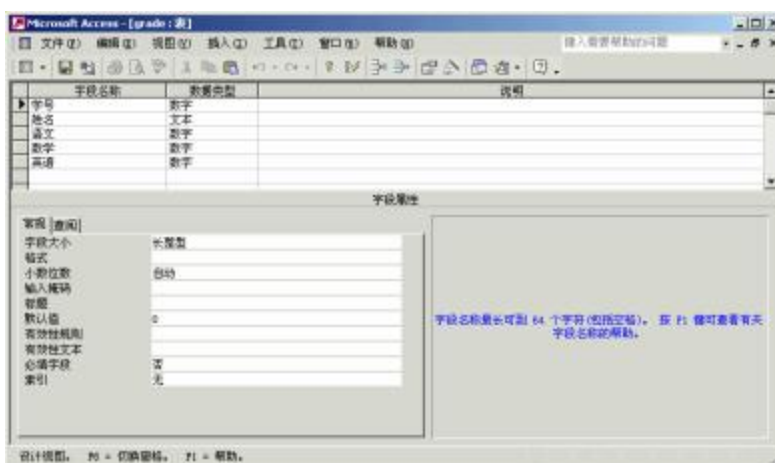 Microsoft Access - [grade : 表]
文件(F) 编辑(E) 视图(V) 插入(I) 工具(T) 窗口(W) 帮助(H) 键入需要帮助的问题
字段名称 数据类型 说明
学号 数字
姓名 文本
语文 数字
数学 数字
英语 数字
字段属性
常规 查阅
字段大小 长整型
格式
小数位数 自动
输入掩码
标题
默认值 0
有效性规则
有效性文本
必填字段 否
索引 无
字段名称最长可到 64 个字符(包括空格)。 按 F1 键可查看有关
字段名称的帮助。
设计视图。 F6 = 切换窗格。 F1 = 帮助。